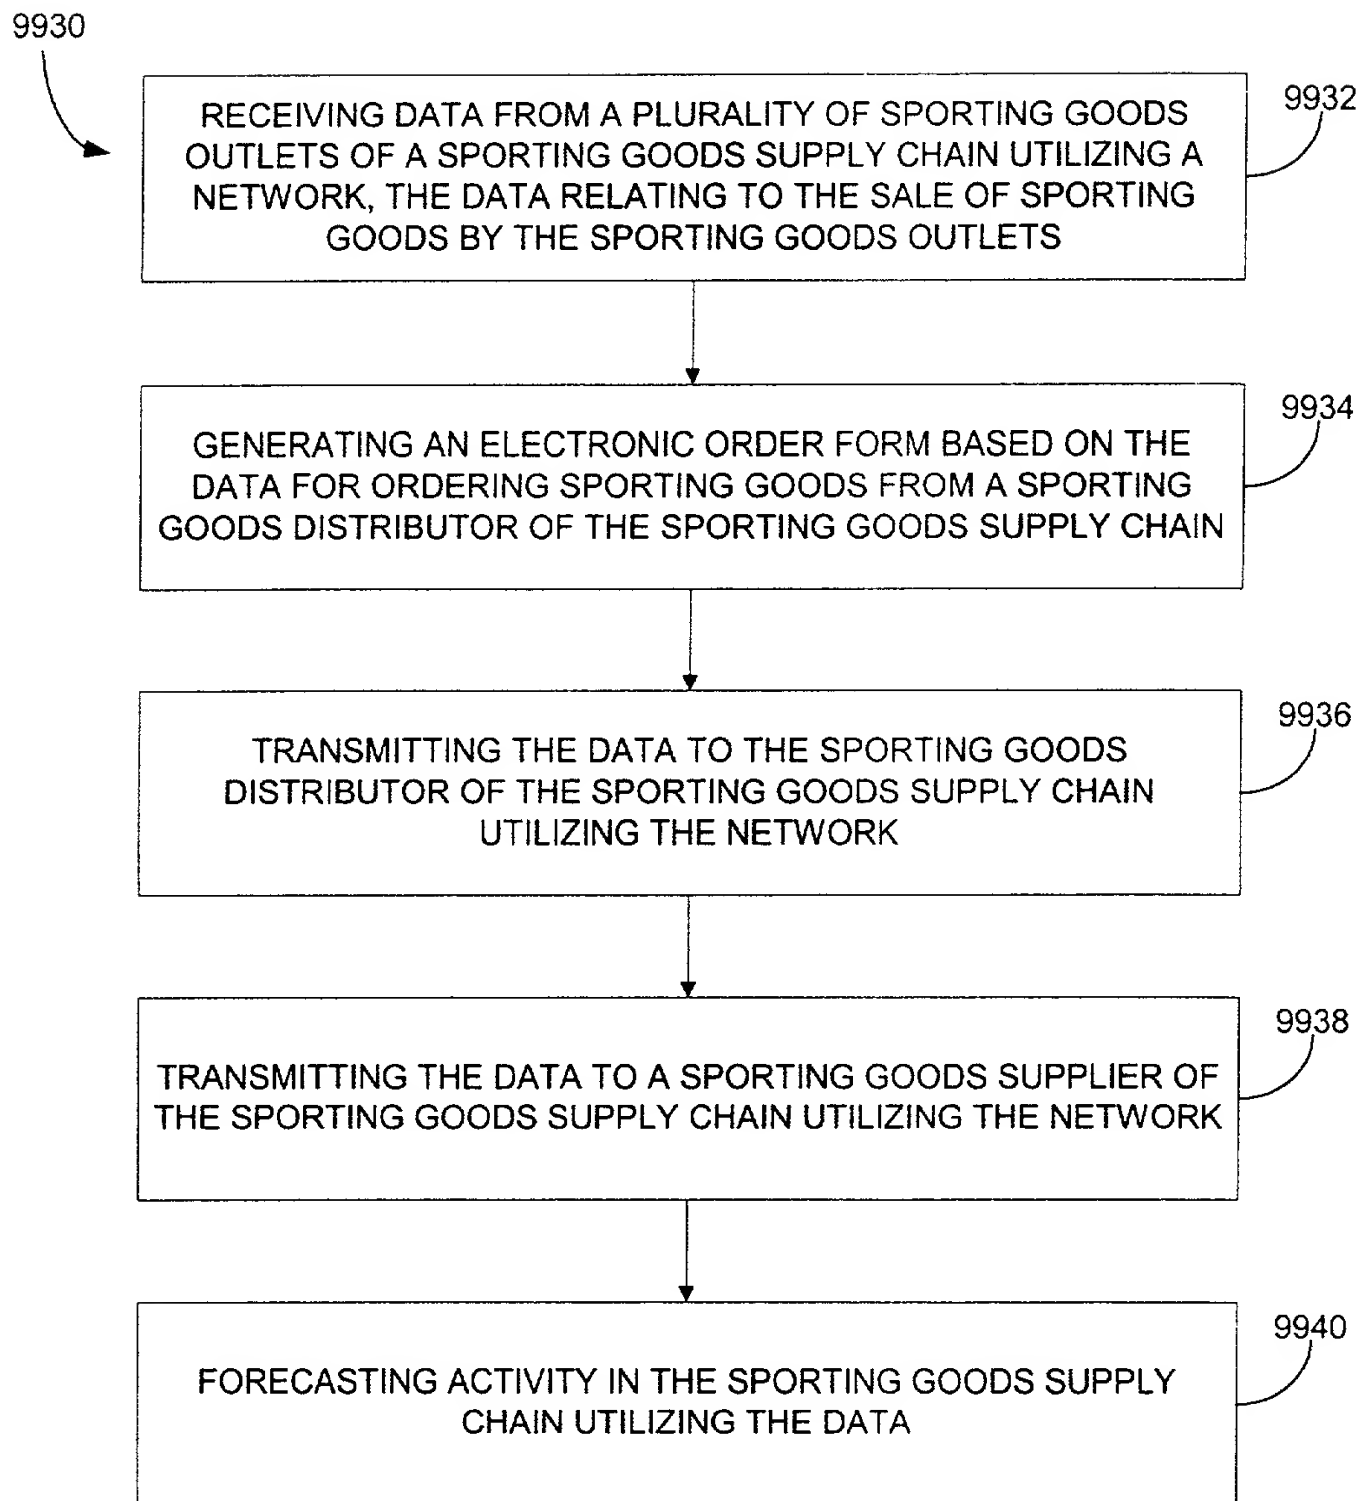 9930
9932
RECEIVING DATA FROM A PLURALITY OF SPORTING GOODS
OUTLETS OF A SPORTING GOODS SUPPLY CHAIN UTILIZING A
NETWORK, THE DATA RELATING TO THE SALE OF SPORTING
GOODS BY THE SPORTING GOODS OUTLETS
9934
GENERATING AN ELECTRONIC ORDER FORM BASED ON THE
DATA FOR ORDERING SPORTING GOODS FROM A SPORTING
GOODS DISTRIBUTOR OF THE SPORTING GOODS SUPPLY CHAIN
9936
TRANSMITTING THE DATA TO THE SPORTING GOODS
DISTRIBUTOR OF THE SPORTING GOODS SUPPLY CHAIN
UTILIZING THE NETWORK
9938
TRANSMITTING THE DATA TO A SPORTING GOODS SUPPLIER OF
THE SPORTING GOODS SUPPLY CHAIN UTILIZING THE NETWORK
9940
FORECASTING ACTIVITY IN THE SPORTING GOODS SUPPLY
CHAIN UTILIZING THE DATA